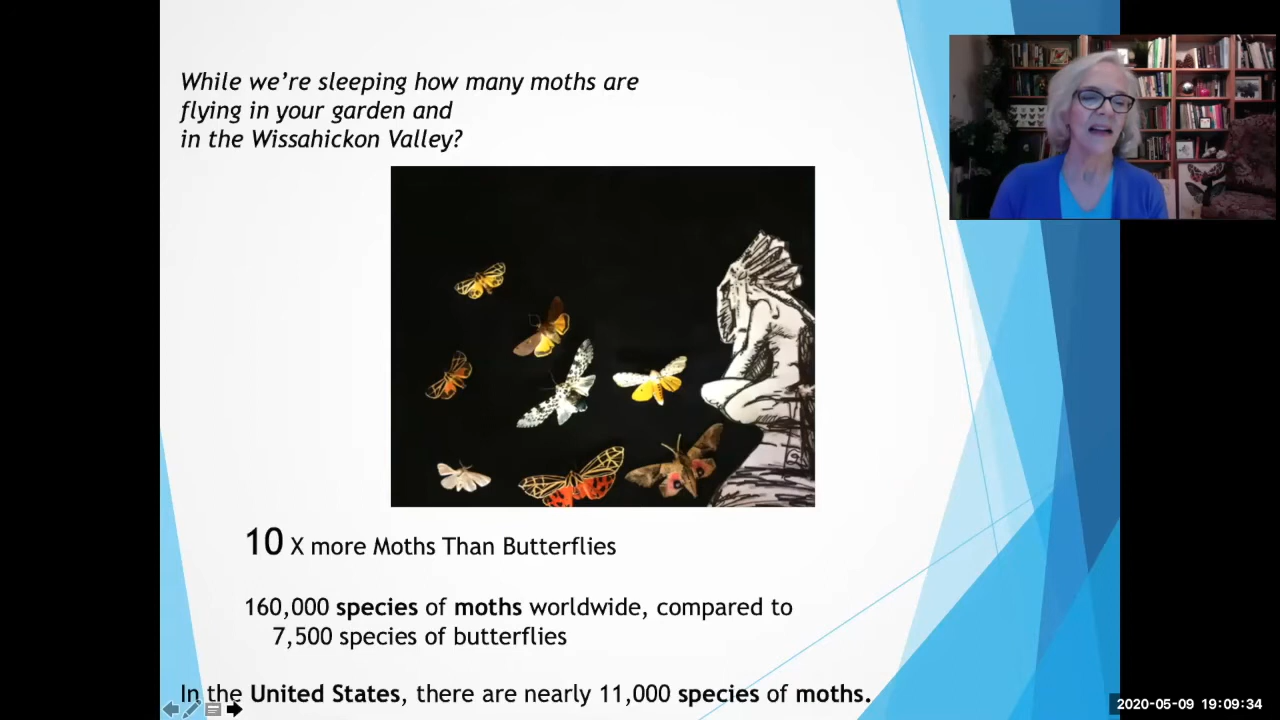 While we're sleeping how many moths are
flying in your garden and
in the Wissahickon Valley?
10 X more Moths Than Butterflies
160,000 species of moths worldwide, compared to
7,500 species of butterflies
In the United States, there are nearly 11,000 species of moths.
2020-05-09 19:09:34